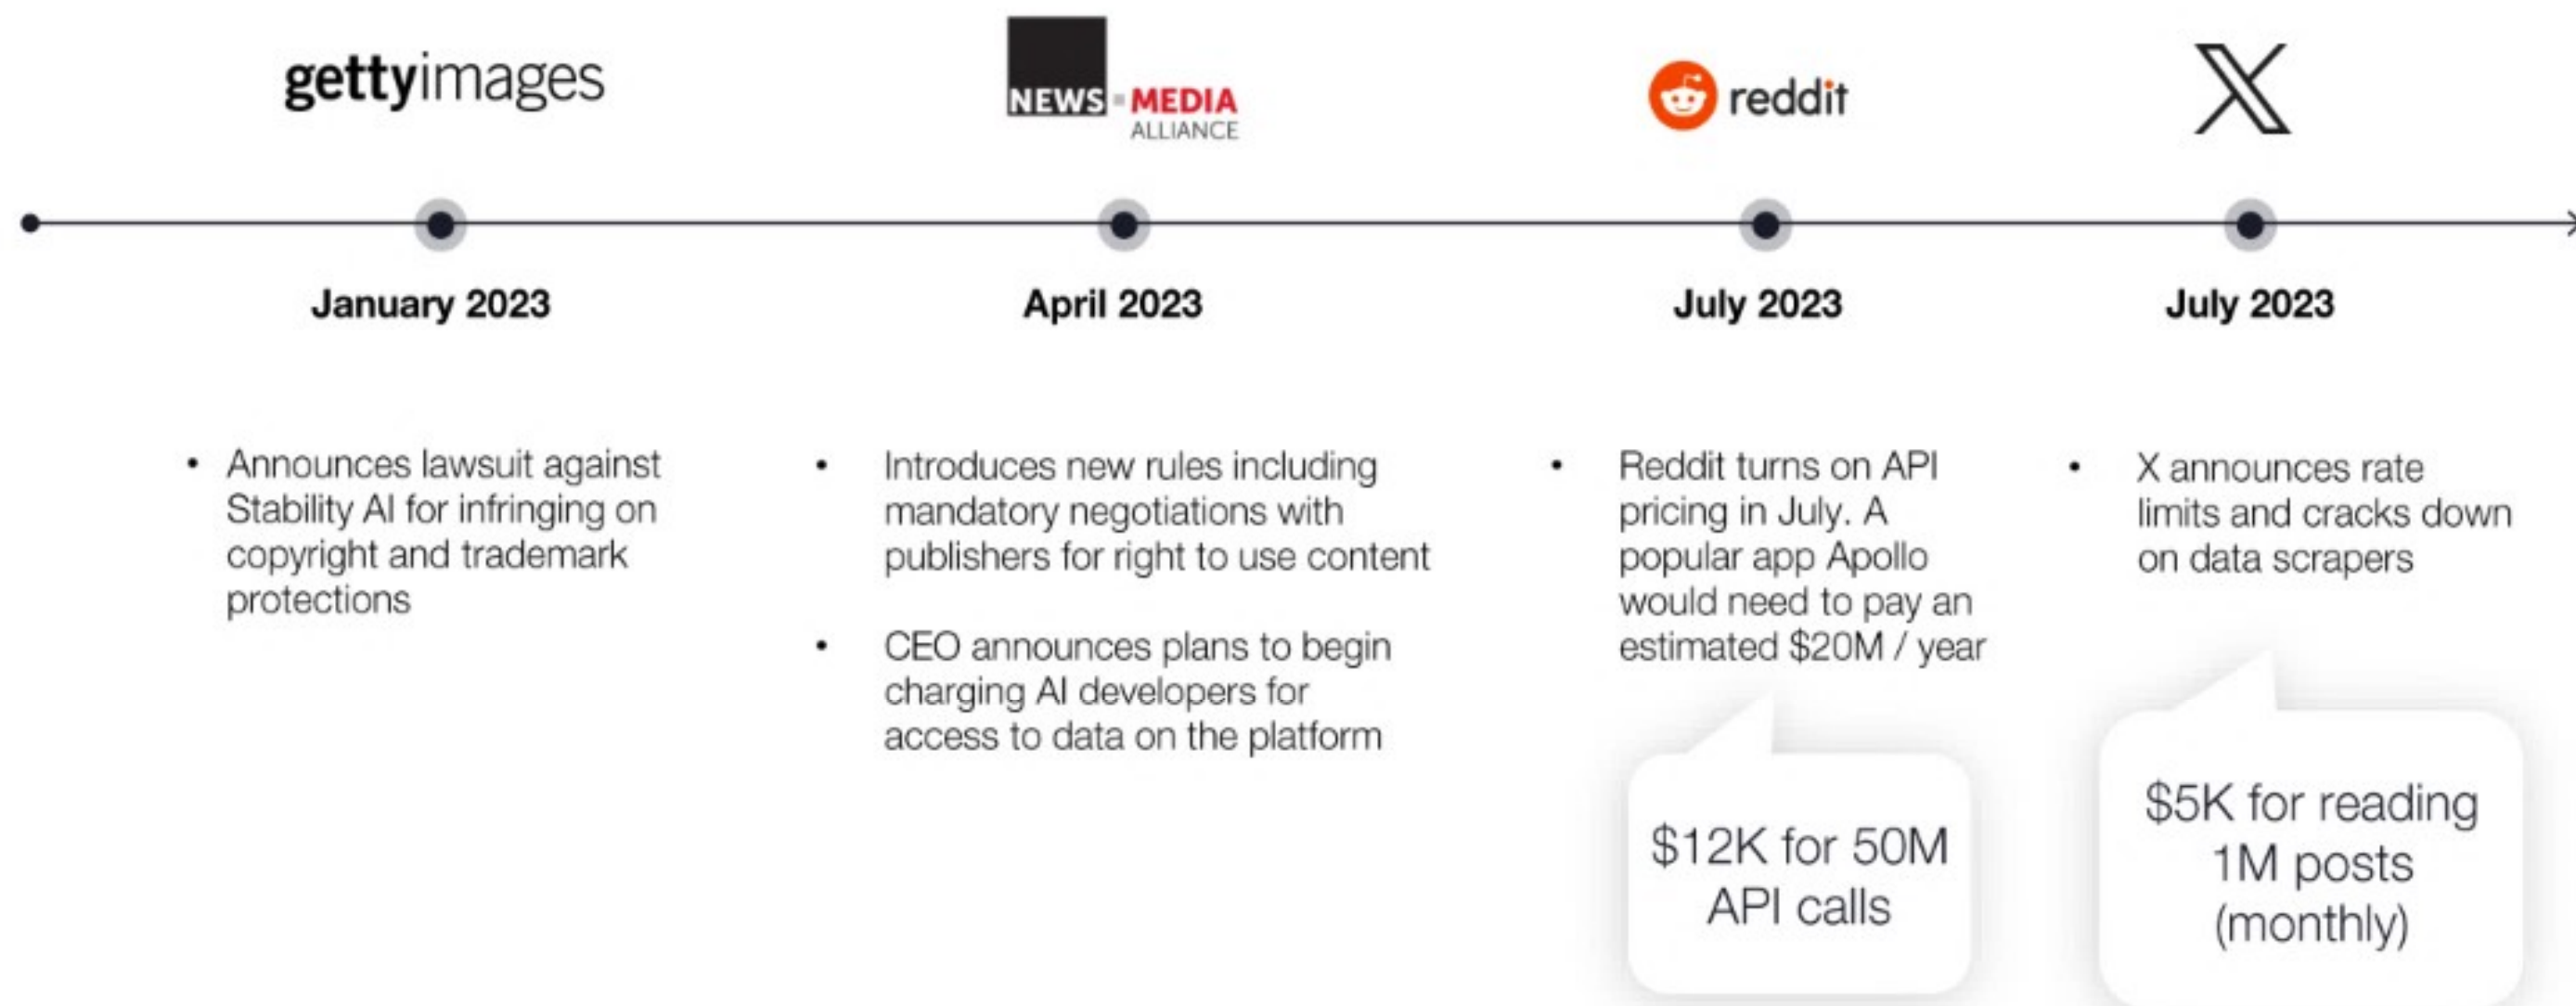 gettyimages
NEWS MEDIA
ALLIANCE
reddit
X
January 2023
April 2023
July 2023
July 2023
• Announces lawsuit against
Stability AI for infringing on
copyright and trademark
protections
• Introduces new rules including
mandatory negotiations with
publishers for right to use content
• CEO announces plans to begin
charging AI developers for
access to data on the platform
• Reddit turns on API
pricing in July. A
popular app Apollo
would need to pay an
estimated $20M / year
$12K for 50M
API calls
• X announces rate
limits and cracks down
on data scrapers
$5K for reading
1M posts
(monthly)